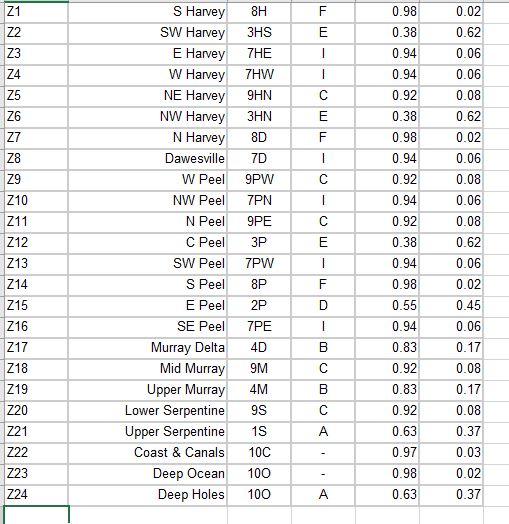 Z1 S Harvey 8H F 0.98 0.02
Z2 SW Harvey 3HS E 0.38 0.62
Z3 E Harvey 7HE I 0.94 0.06
Z4 W Harvey 7HW I 0.94 0.06
Z5 NE Harvey 9HN C 0.92 0.08
Z6 NW Harvey 3HN E 0.38 0.62
Z7 N Harvey 8D F 0.98 0.02
Z8 Dawesville 7D I 0.94 0.06
Z9 W Peel 9PW C 0.92 0.08
Z10 NW Peel 7PN I 0.94 0.06
Z11 N Peel 9PE C 0.92 0.08
Z12 C Peel 3P E 0.38 0.62
Z13 SW Peel 7PW I 0.94 0.06
Z14 S Peel 8P F 0.98 0.02
Z15 E Peel 2P D 0.55 0.45
Z16 SE Peel 7PE I 0.94 0.06
Z17 Murray Delta 4D B 0.83 0.17
Z18 Mid Murray 9M C 0.92 0.08
Z19 Upper Murray 4M B 0.83 0.17
Z20 Lower Serpentine 9S C 0.92 0.08
Z21 Upper Serpentine 1S A 0.63 0.37
Z22 Coast & Canals 10C - 0.97 0.03
Z23 Deep Ocean 10O - 0.98 0.02
Z24 Deep Holes 10O A 0.63 0.37